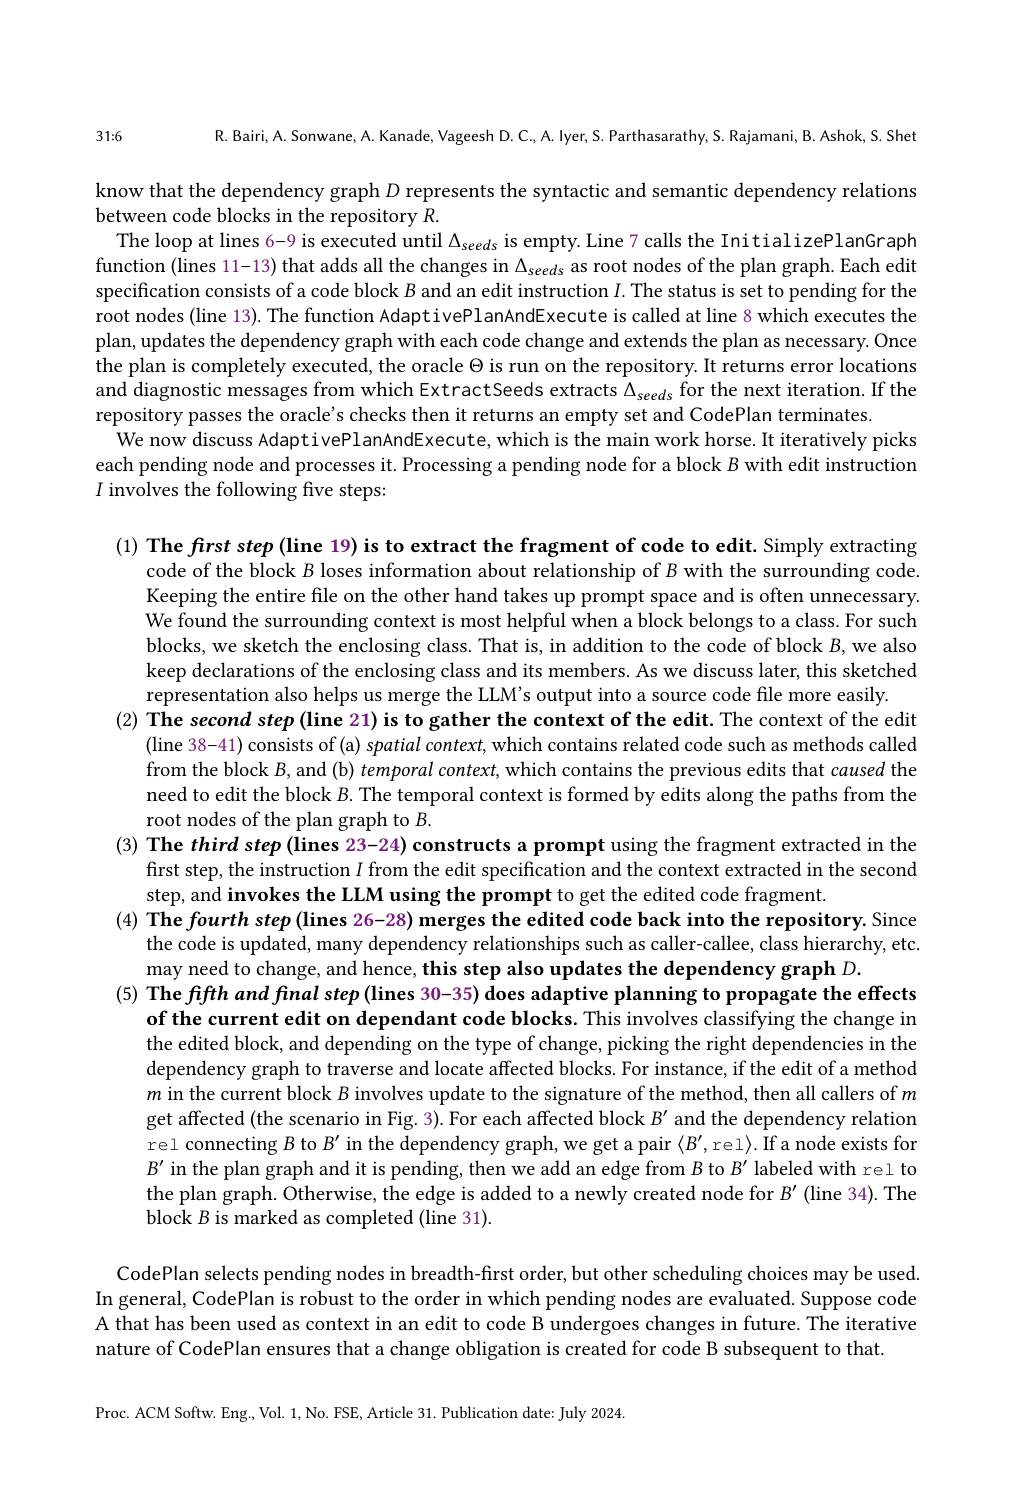 31:6 R. Bairi, A. Sonwane, A. Kanade, Vageesh D. C., A. Iyer, S. Parthasarathy, S. Rajamani, B. Ashok, S. Shet
know that the dependency graph D represents the syntactic and semantic dependency relations
between code blocks in the repository R.
The loop at lines 6–9 is executed until Δseeds is empty. Line 7 calls the InitializePlanGraph
function (lines 11–13) that adds all the changes in Δseeds as root nodes of the plan graph. Each edit
specification consists of a code block B and an edit instruction I. The status is set to pending for the
root nodes (line 13). The function AdaptivePlanAndExecute is called at line 8 which executes the
plan, updates the dependency graph with each code change and extends the plan as necessary. Once
the plan is completely executed, the oracle Θ is run on the repository. It returns error locations
and diagnostic messages from which ExtractSeeds extracts Δseeds for the next iteration. If the
repository passes the oracle's checks then it returns an empty set and CodePlan terminates.
We now discuss AdaptivePlanAndExecute, which is the main work horse. It iteratively picks
each pending node and processes it. Processing a pending node for a block B with edit instruction
I involves the following five steps:
(1) The first step (line 19) is to extract the fragment of code to edit. Simply extracting
code of the block B loses information about relationship of B with the surrounding code.
Keeping the entire file on the other hand takes up prompt space and is often unnecessary.
We found the surrounding context is most helpful when a block belongs to a class. For such
blocks, we sketch the enclosing class. That is, in addition to the code of block B, we also
keep declarations of the enclosing class and its members. As we discuss later, this sketched
representation also helps us merge the LLM's output into a source code file more easily.
(2) The second step (line 21) is to gather the context of the edit. The context of the edit
(line 38–41) consists of (a) spatial context, which contains related code such as methods called
from the block B, and (b) temporal context, which contains the previous edits that caused the
need to edit the block B. The temporal context is formed by edits along the paths from the
root nodes of the plan graph to B.
(3) The third step (lines 23–24) constructs a prompt using the fragment extracted in the
first step, the instruction I from the edit specification and the context extracted in the second
step, and invokes the LLM using the prompt to get the edited code fragment.
(4) The fourth step (lines 26–28) merges the edited code back into the repository. Since
the code is updated, many dependency relationships such as caller-callee, class hierarchy, etc.
may need to change, and hence, this step also updates the dependency graph D.
(5) The fifth and final step (lines 30–35) does adaptive planning to propagate the effects
of the current edit on dependant code blocks. This involves classifying the change in
the edited block, and depending on the type of change, picking the right dependencies in the
dependency graph to traverse and locate affected blocks. For instance, if the edit of a method
m in the current block B involves update to the signature of the method, then all callers of m
get affected (the scenario in Fig. 3). For each affected block B′ and the dependency relation
rel connecting B to B′ in the dependency graph, we get a pair ⟨B′, rel⟩. If a node exists for
B′ in the plan graph and it is pending, then we add an edge from B to B′ labeled with rel to
the plan graph. Otherwise, the edge is added to a newly created node for B′ (line 34). The
block B is marked as completed (line 31).
CodePlan selects pending nodes in breadth-first order, but other scheduling choices may be used.
In general, CodePlan is robust to the order in which pending nodes are evaluated. Suppose code
A that has been used as context in an edit to code B undergoes changes in future. The iterative
nature of CodePlan ensures that a change obligation is created for code B subsequent to that.
Proc. ACM Softw. Eng., Vol. 1, No. FSE, Article 31. Publication date: July 2024.